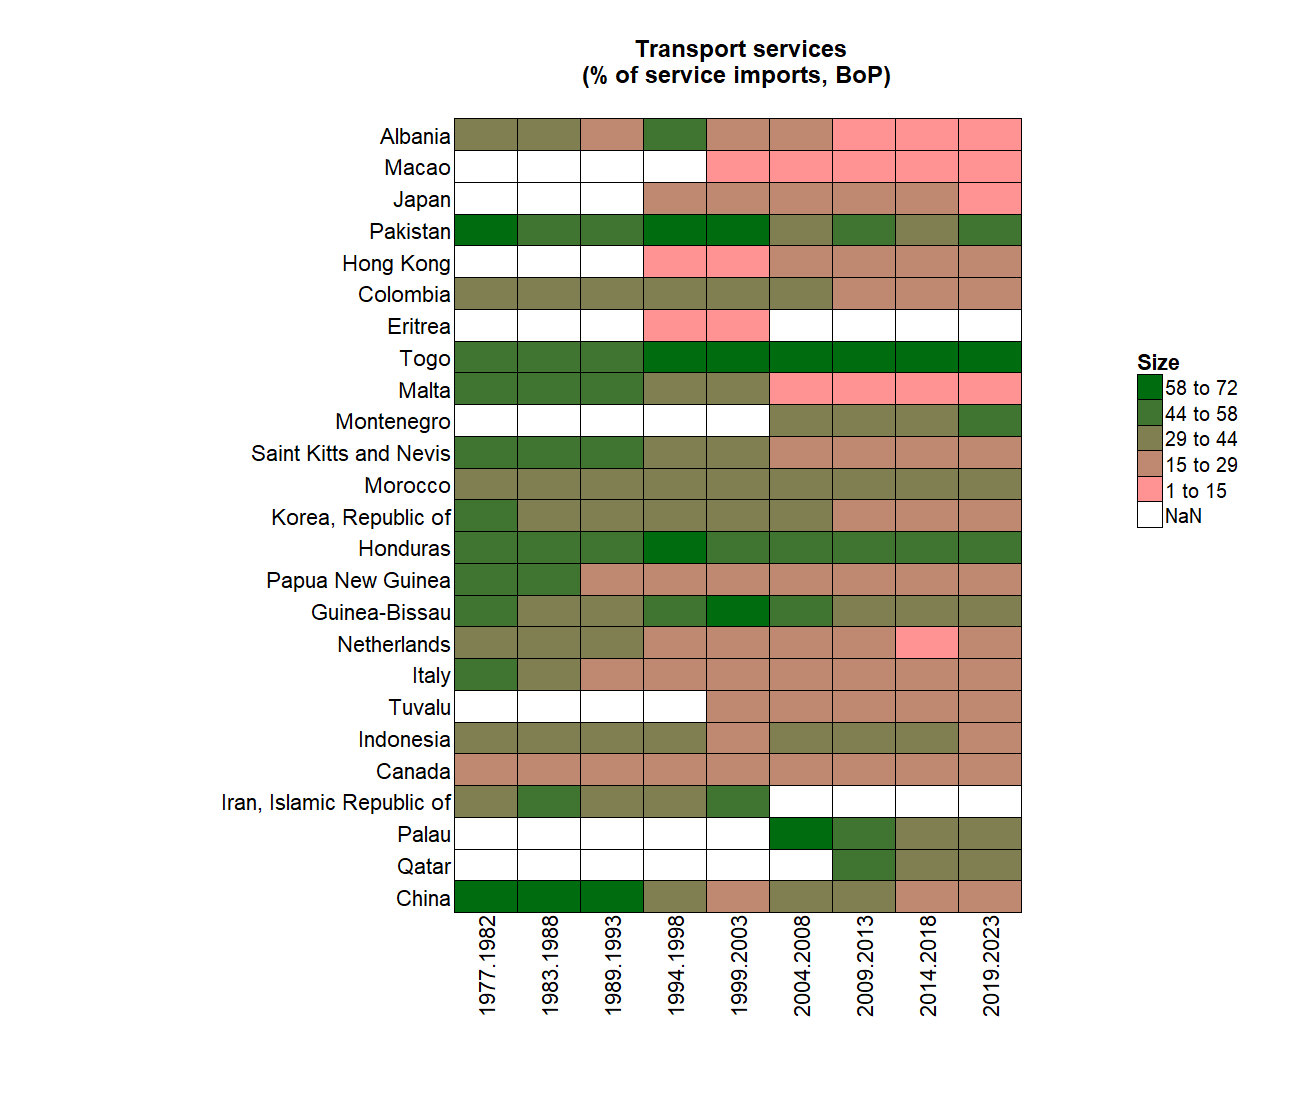 Transport services
(% of service imports, BoP)
Albania
Macao
Japan
Pakistan
Hong Kong
Colombia
Eritrea
Togo
Malta
Montenegro
Saint Kitts and Nevis
Morocco
Korea, Republic of
Honduras
Papua New Guinea
Guinea-Bissau
Netherlands
Italy
Tuvalu
Indonesia
Canada
Iran, Islamic Republic of
Palau
Qatar
China
1977.1982
1983.1988
1989.1993
1994.1998
1999.2003
2004.2008
2009.2013
2014.2018
2019.2023
Size
58 to 72
44 to 58
29 to 44
15 to 29
1 to 15
NaN